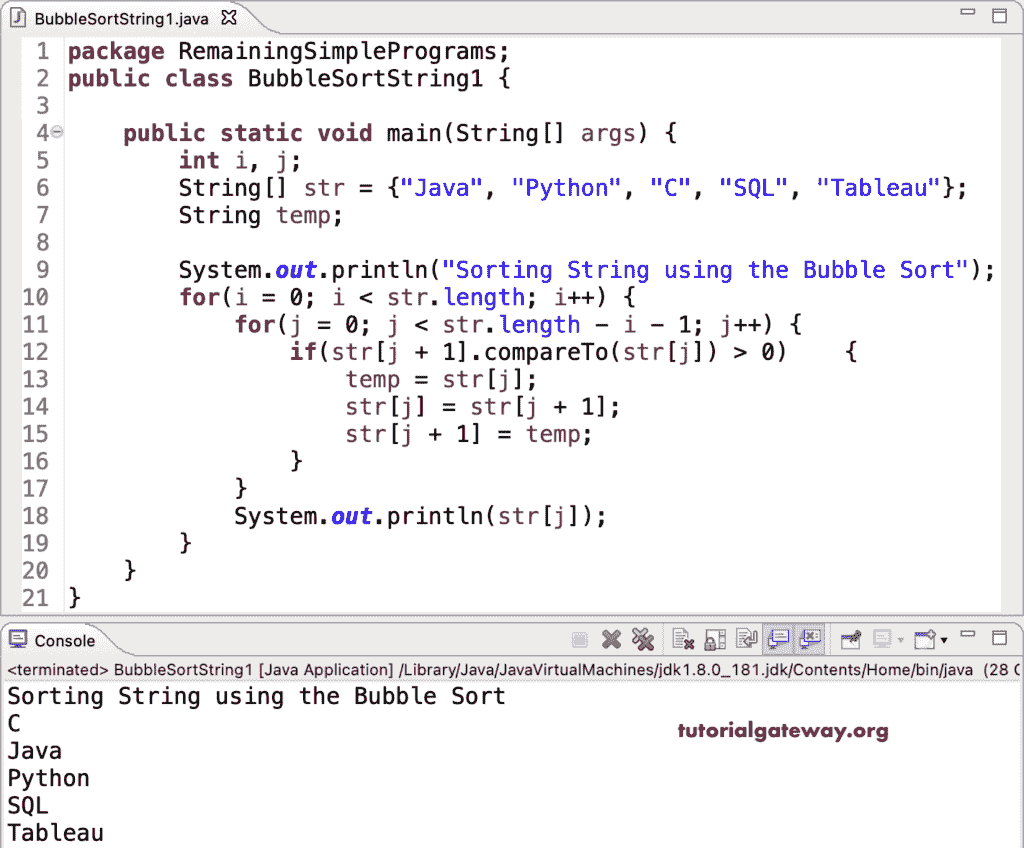 BubbleSortString1.java
1 package RemainingSimplePrograms;
2 public class BubbleSortString1 {
3
4     public static void main(String[] args) {
5         int i, j;
6         String[] str = {"Java", "Python", "C", "SQL", "Tableau"};
7         String temp;
8
9         System.out.println("Sorting String using the Bubble Sort");
10         for(i = 0; i < str.length; i++) {
11             for(j = 0; j < str.length - i - 1; j++) {
12                 if(str[j + 1].compareTo(str[j]) > 0)    {
13                     temp = str[j];
14                     str[j] = str[j + 1];
15                     str[j + 1] = temp;
16                 }
17             }
18             System.out.println(str[j]);
19         }
20     }
21 }
Console
<terminated> BubbleSortString1 [Java Application] /Library/Java/JavaVirtualMachines/jdk1.8.0_181.jdk/Contents/Home/bin/java (28
Sorting String using the Bubble Sort
C
tutorialgateway.org
Java
Python
SQL
Tableau